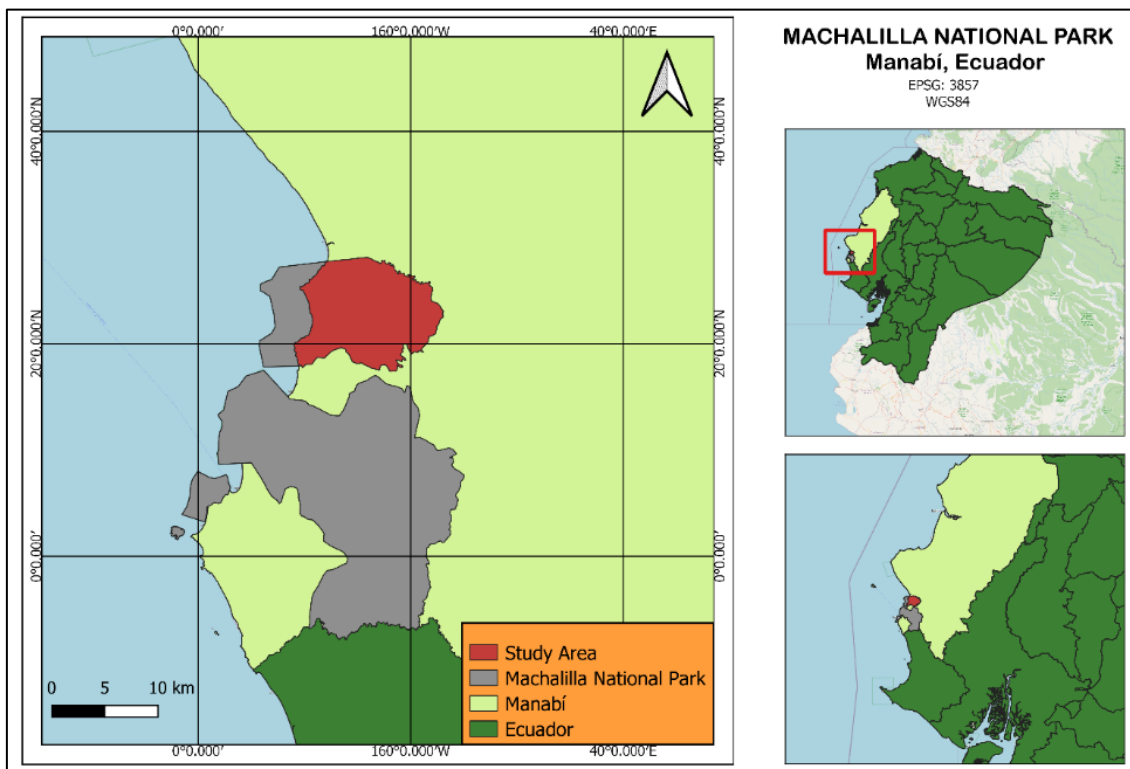 0°0.000′
160°0.000′W
40°0.000′E
MACHALILLA NATIONAL PARK
Manabí, Ecuador
EPSG: 3857
WGS84
40°0.000′N
40°0.000′N
20°0.000′N
20°0.000′N
0°0.000′
0°0.000′
Study Area
Machalilla National Park
Manabí
Ecuador
0 5 10 km
0°0.000′
160°0.000′W
40°0.000′E